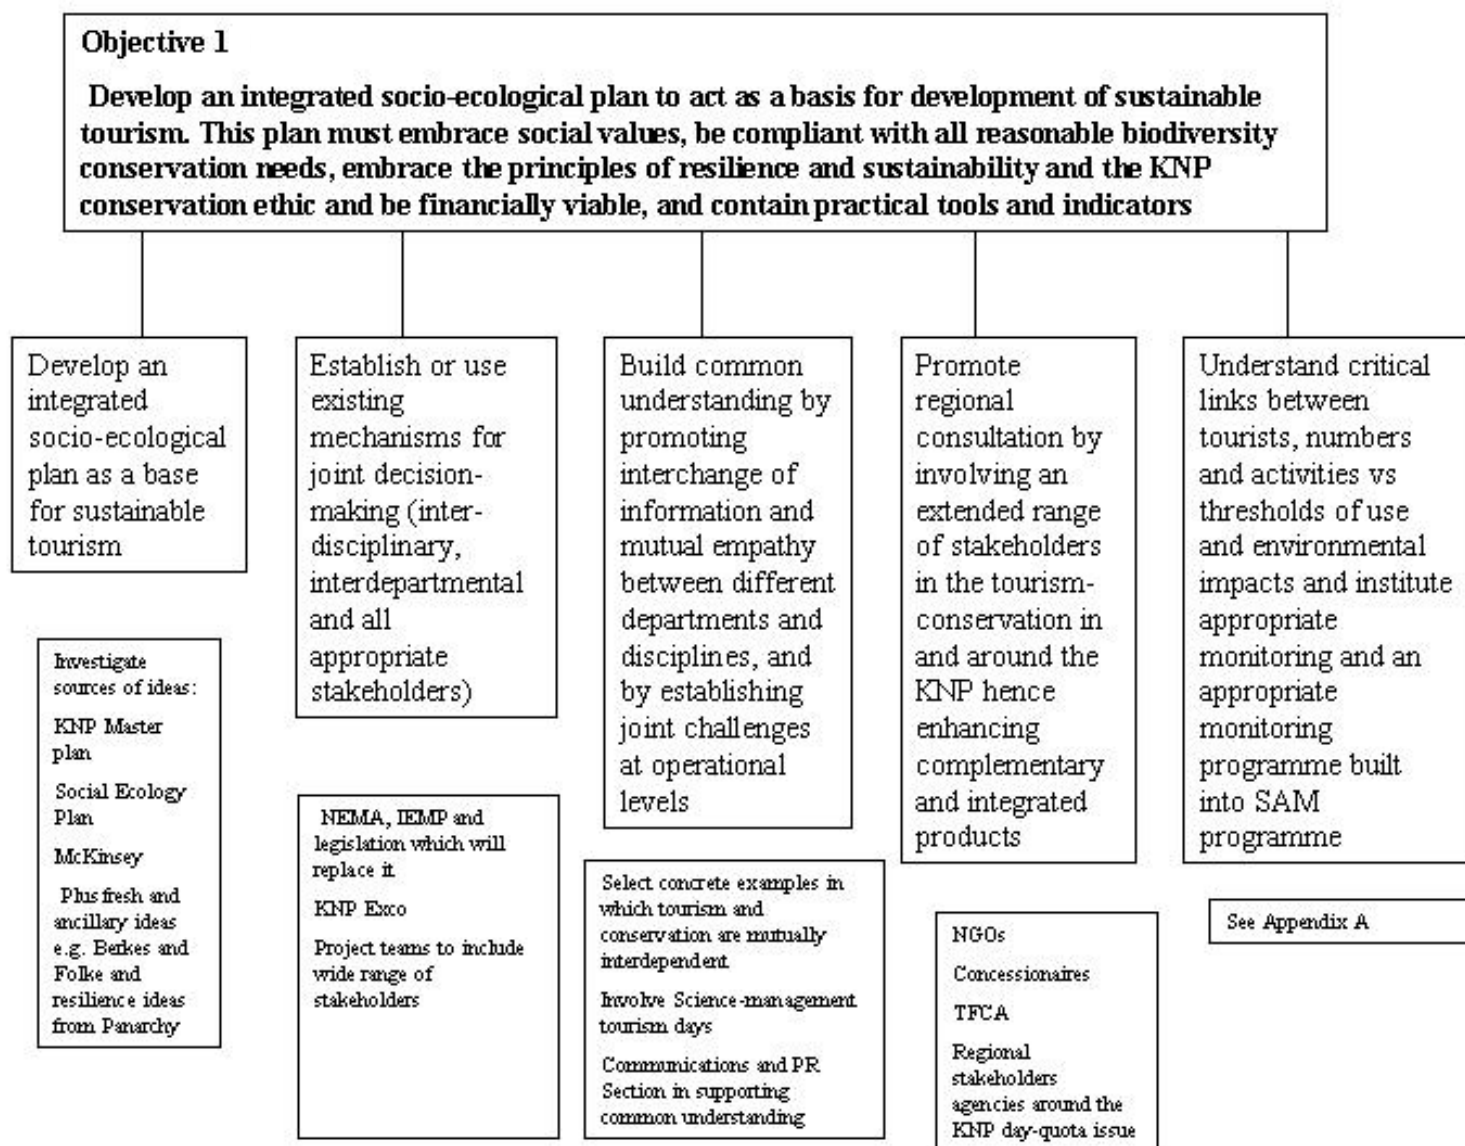 Objective 1
Develop an integrated socio-ecological plan to act as a basis for development of sustainable
tourism. This plan must embrace social values, be compliant with all reasonable biodiversity
conservation needs, embrace the principles of resilience and sustainability and the KNP
conservation ethic and be financially viable, and contain practical tools and indicators
Develop an
integrated
socio-ecological
plan as a base
for sustainable
tourism
Establish or use
existing
mechanisms for
joint decision-
making (inter-
disciplinary,
interdepartmental
and all
appropriate
stakeholders)
Build common
understanding by
promoting
interchange of
information and
mutual empathy
between different
departments and
disciplines, and
by establishing
joint challenges
at operational
levels
Promote
regional
consultation by
involving an
extended range
of stakeholders
in the tourism-
conservation in
and around the
KNP hence
enhancing
complementary
and integrated
products
Understand critical
links between
tourists, numbers
and activities vs
thresholds of use
and environmental
impacts and institute
appropriate
monitoring and an
appropriate
monitoring
programme built
into SAM
programme
Investigate
sources of ideas:
KNP Master
plan
Social Ecology
Plan
McKinsey
Plus fresh and
ancillary ideas
e.g. Berkes and
Folke and
resilience ideas
from Panarchy
NEMA, IEMP and
legislation which will
replace it
KNP Exco
Project teams to include
wide range of
stakeholders
Select concrete examples in
which tourism and
conservation are mutually
interdependent
Involve Science-management
tourism days
Communications and PR
Section in supporting
common understanding
NGOs
Concessionaires
TFCA
Regional
stakeholders
agencies around the
KNP day-quota issue
See Appendix A